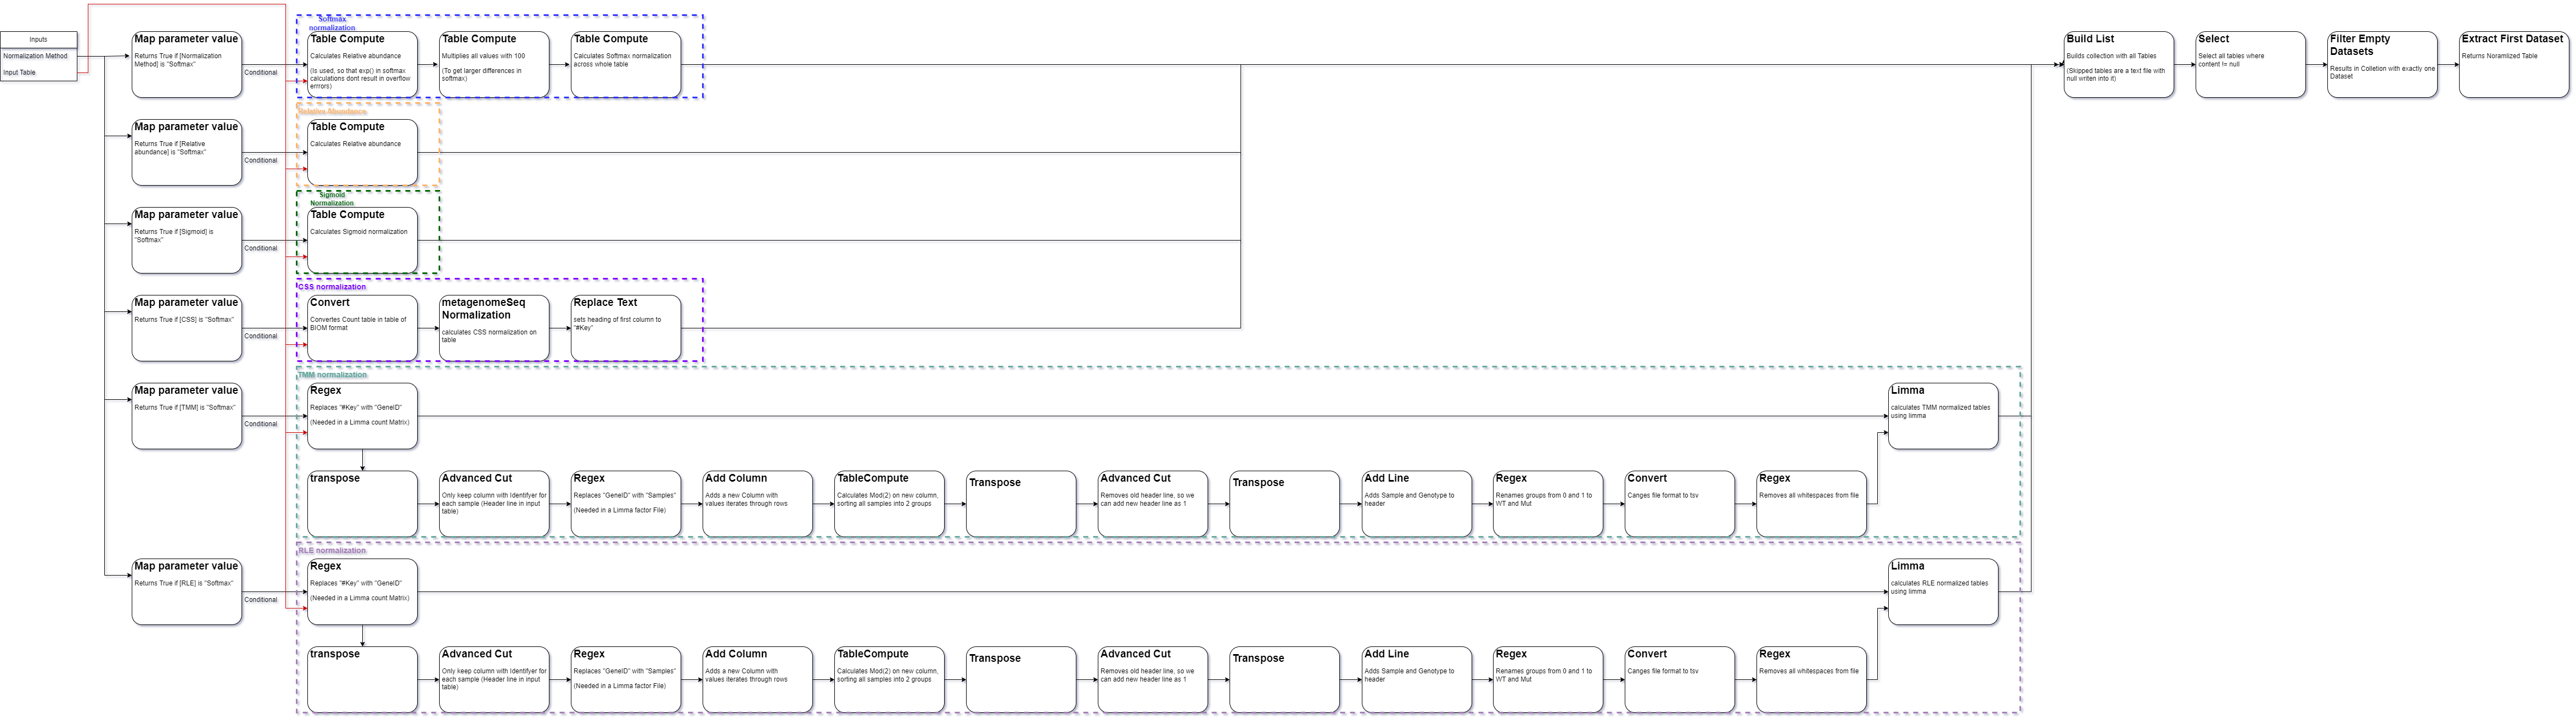 Inputs
Normalization Method
Input Table
Map parameter value
Returns True if [Normalization
Method] is "Softmax"
Conditional
Softmax
normalization
Table Compute
Calculates Relative abundance
(Is used, so that exp() in softmax
calculations dont result in overflow
errrors)
Table Compute
Multiplies all values with 100
(To get larger differences in
softmax)
Table Compute
Calculates Softmax normalization
across whole table
Build List
Builds collection with all Tables
(Skipped tables are a text file with
null writen into it)
Select
Select all tables where
content != null
Filter Empty
Datasets
Results in Colletion with exactly one
Dataset
Extract First Dataset
Returns Noramlized Table
Map parameter value
Returns True if [Relative
abundance] is "Softmax"
Conditional
Relative Abundance
Table Compute
Calculates Relative abundance
Map parameter value
Returns True if [Sigmoid] is
"Softmax"
Conditional
Sigmoid
Normalization
Table Compute
Calculates Sigmoid normalization
Map parameter value
Returns True if [CSS] is "Softmax"
Conditional
CSS normalization
Convert
Convertes Count table in table of
BIOM format
metagenomeSeq
Normalization
calculates CSS normalization on
table
Replace Text
sets heading of first column to
"#Key"
Map parameter value
Returns True if [TMM] is "Softmax"
Conditional
TMM normalization
Regex
Replaces "#Key" with "GeneID"
(Needed in a Limma count Matrix)
Limma
calculates TMM normalized tables
using limma
transpose
Advanced Cut
Only keep column with Identifyer for
each sample (Header line in input
table)
Regex
Replaces "GeneID" with "Samples"
(Needed in a Limma factor File)
Add Column
Adds a new Column with
values iterates through rows
TableCompute
Calculates Mod(2) on new column,
sorting all samples into 2 groups
Transpose
Advanced Cut
Removes old header line, so we
can add new header line as 1
Transpose
Add Line
Adds Sample and Genotype to
header
Regex
Renames groups from 0 and 1 to
WT and Mut
Convert
Canges file format to tsv
Regex
Removes all whitespaces from file
Map parameter value
Returns True if [RLE] is "Softmax"
Conditional
RLE normalization
Regex
Replaces "#Key" with "GeneID"
(Needed in a Limma count Matrix)
Limma
calculates RLE normalized tables
using limma
transpose
Advanced Cut
Only keep column with Identifyer for
each sample (Header line in input
table)
Regex
Replaces "GeneID" with "Samples"
(Needed in a Limma factor File)
Add Column
Adds a new Column with
values iterates through rows
TableCompute
Calculates Mod(2) on new column,
sorting all samples into 2 groups
Transpose
Advanced Cut
Removes old header line, so we
can add new header line as 1
Transpose
Add Line
Adds Sample and Genotype to
header
Regex
Renames groups from 0 and 1 to
WT and Mut
Convert
Canges file format to tsv
Regex
Removes all whitespaces from file